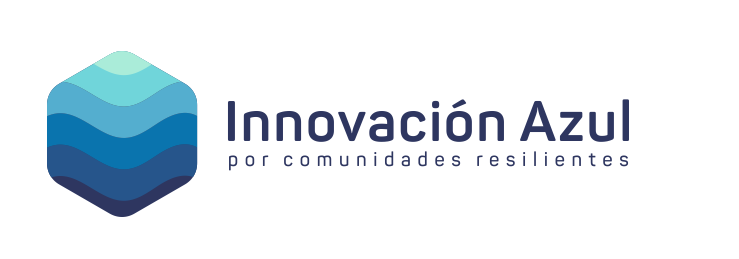 Innovación Azul
por comunidades resilientes